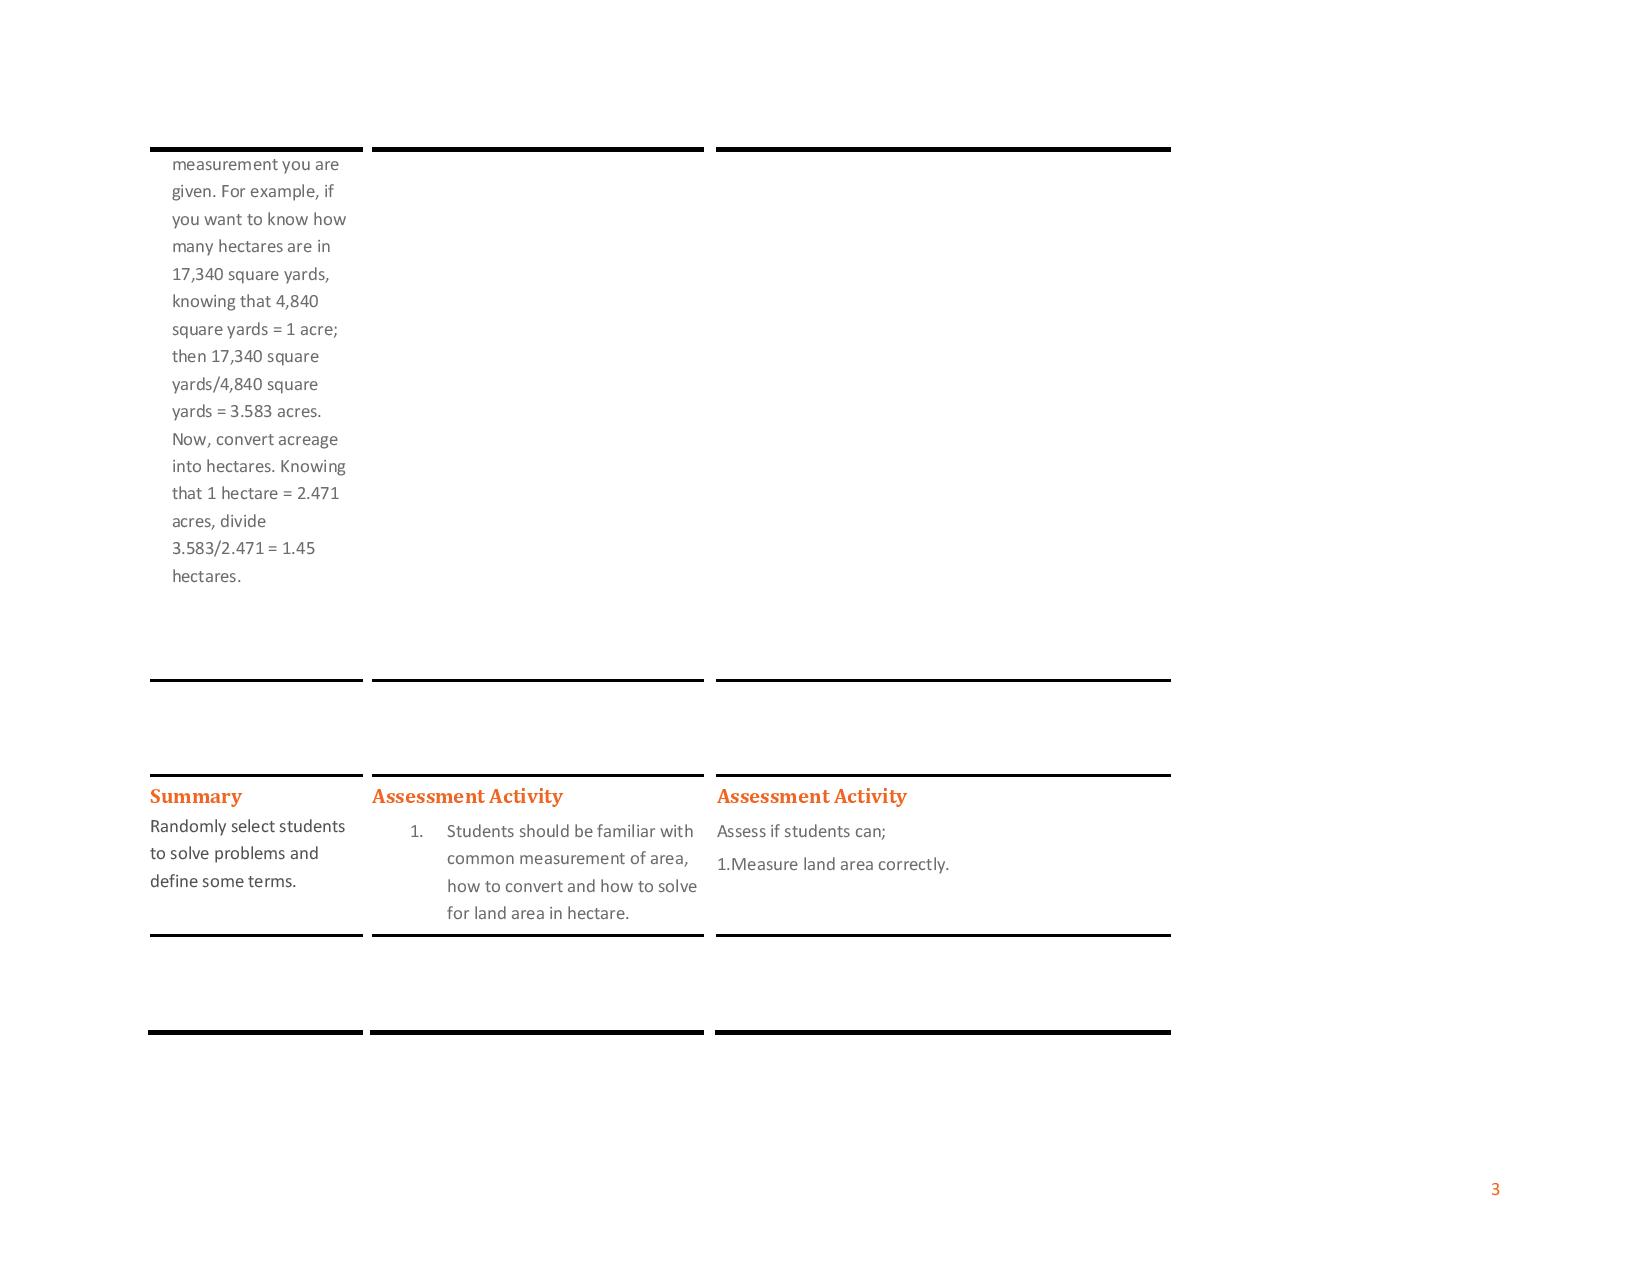 measurement you are
given. For example, if
you want to know how
many hectares are in
17,340 square yards,
knowing that 4,840
square yards = 1 acre;
then 17,340 square
yards/4,840 square
yards = 3.583 acres.
Now, convert acreage
into hectares. Knowing
that 1 hectare = 2.471
acres, divide
3.583/2.471 = 1.45
hectares.
Summary
Randomly select students
to solve problems and
define some terms.
Assessment Activity
1. Students should be familiar with
common measurement of area,
how to convert and how to solve
for land area in hectare.
Assessment Activity
Assess if students can;
1.Measure land area correctly.
3